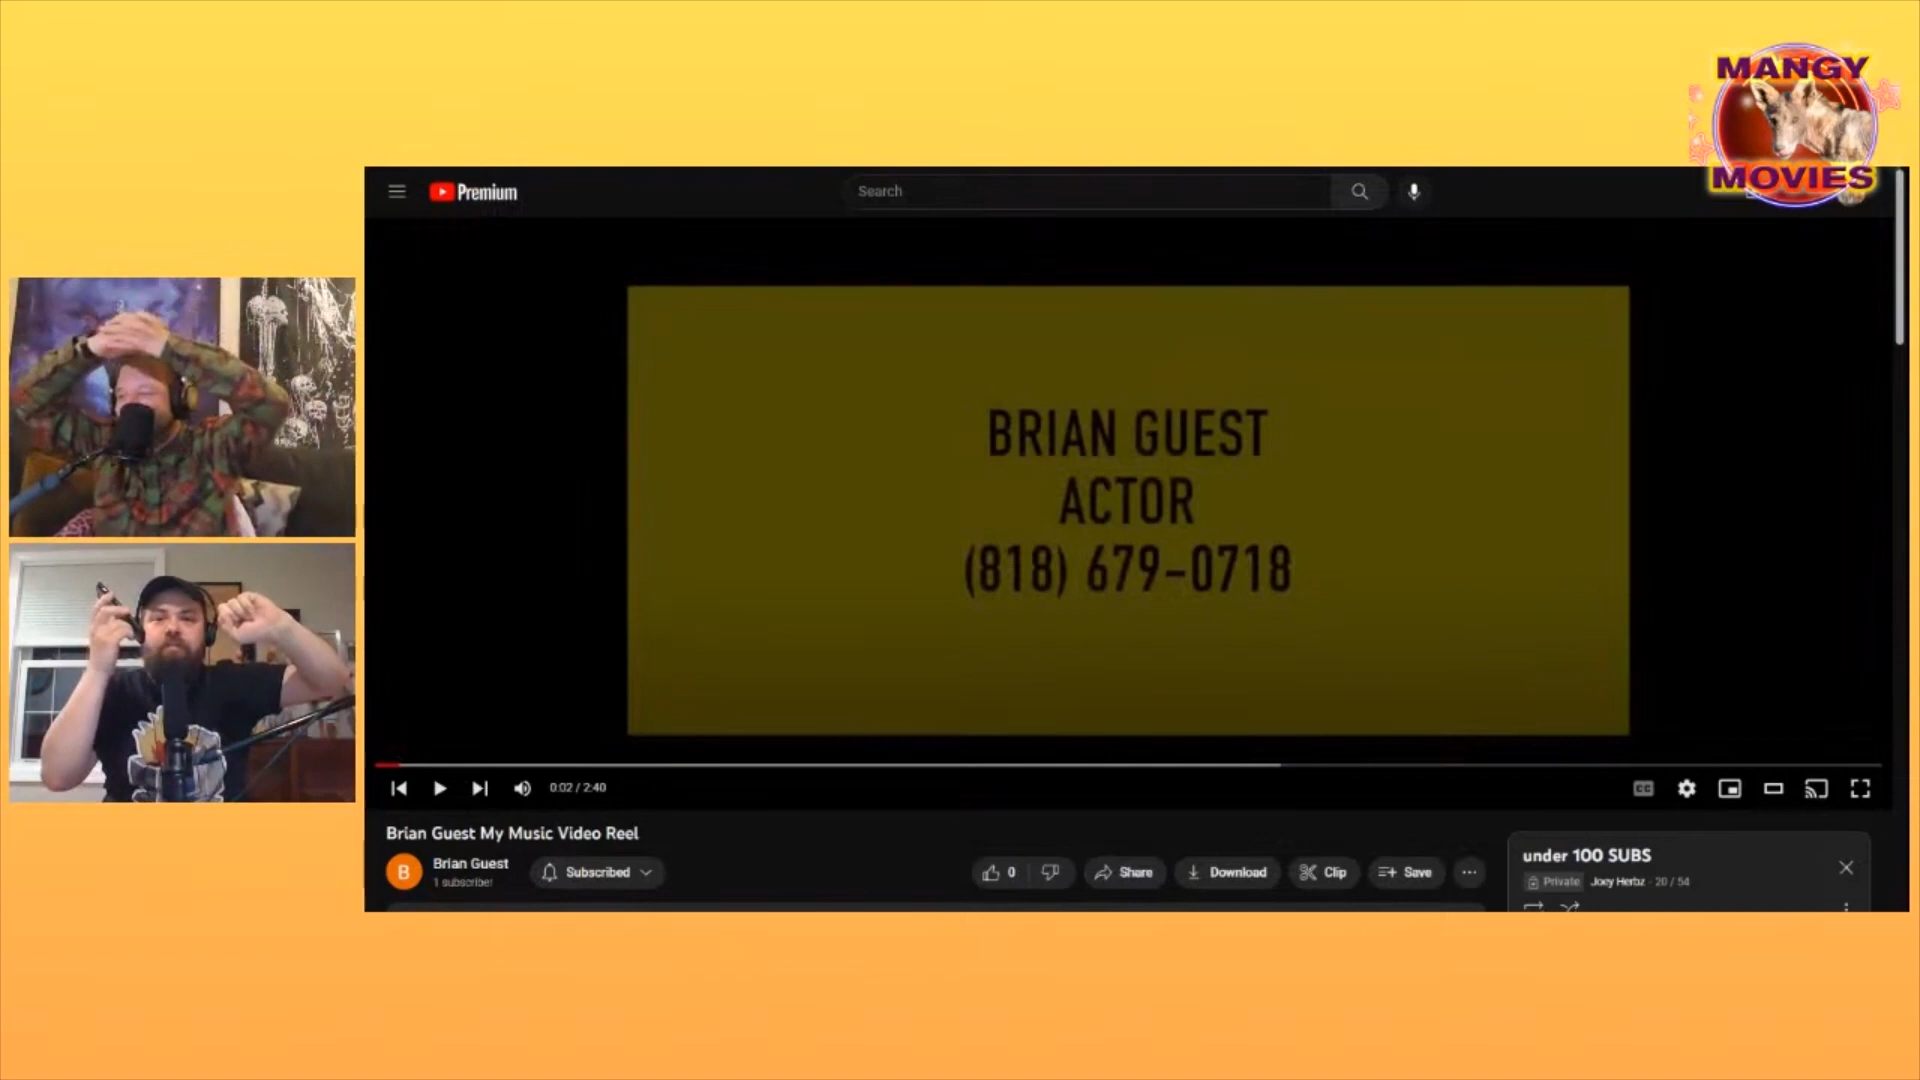 MANGY
MOVIES
Premium
Search
BRIAN GUEST
ACTOR
(818) 679-0718
0:02 / 2:40
CC
Brian Guest My Music Video Reel
B
Brian Guest
1 subscriber
Subscribed
0
Share
Download
Clip
Save
under 100 SUBS
Private
Joey Herbz - 20 / 54